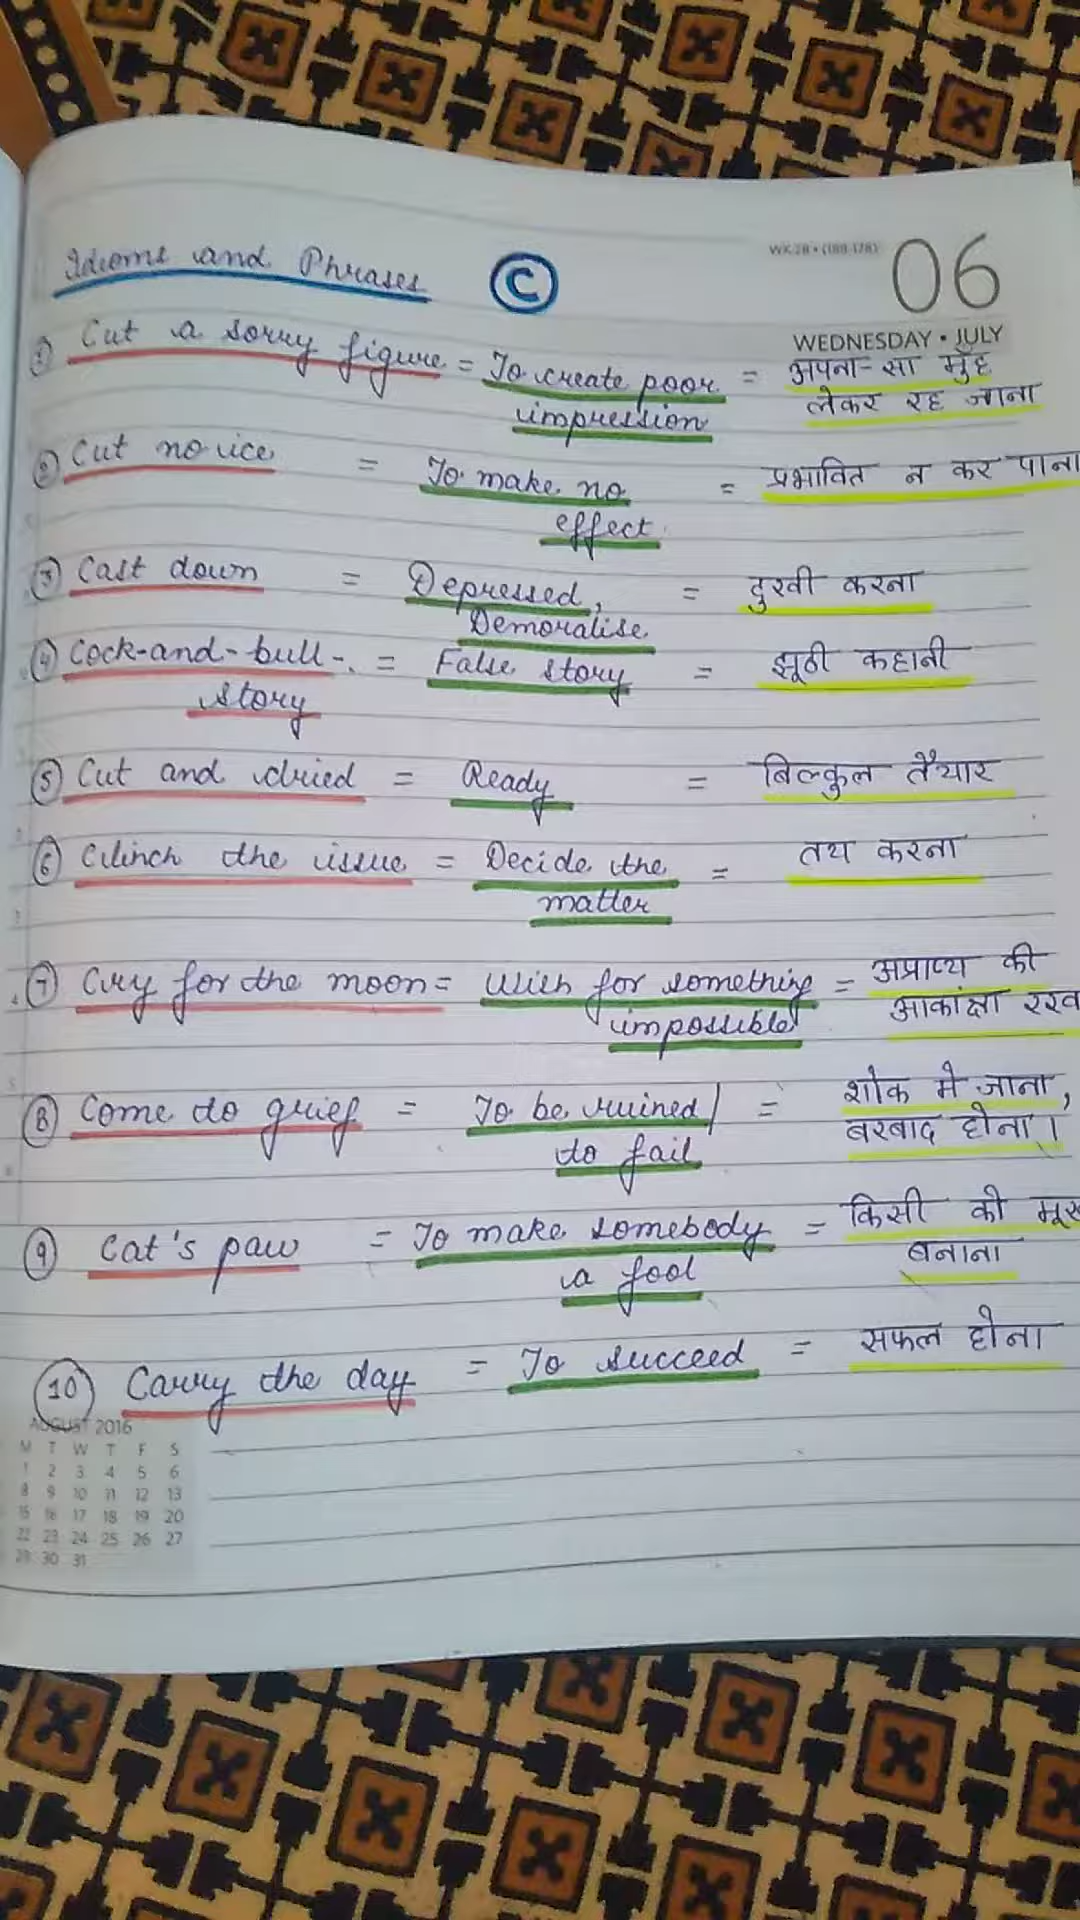 Idioms and Phrases Ⓒ
WK 28 • (188-178) 06
WEDNESDAY • JULY
① Cut a sorry figure = To create poor = अपना-सा मुँह
impression लेकर रह जाना
② Cut no ice = To make no = प्रभावित न कर पाना
effect.
③ Cast down = Depressed, = दुखी करना
Demoralise
④ Cock-and-bull- = False story = झूठी कहानी
story
⑤ Cut and dried = Ready = बिल्कुल तैयार
⑥ Clinch the issue = Decide the = तय करना
matter
⑦ Cry for the moon = Wish for something = अप्राप्य की
impossible आकांक्षा
⑧ Come to grief = To be ruined/ = शोक मे जाना,
to fail बरबाद होना।
⑨ Cat's paw = To make somebody = किसी को
a fool बनाना
⑩ Carry the day = To succeed = सफल होना
AUGUST 2016
M T W T F S
1 2 3 4 5 6
8 9 10 11 12 13
15 16 17 18 19 20
22 23 24 25 26 27
29 30 31